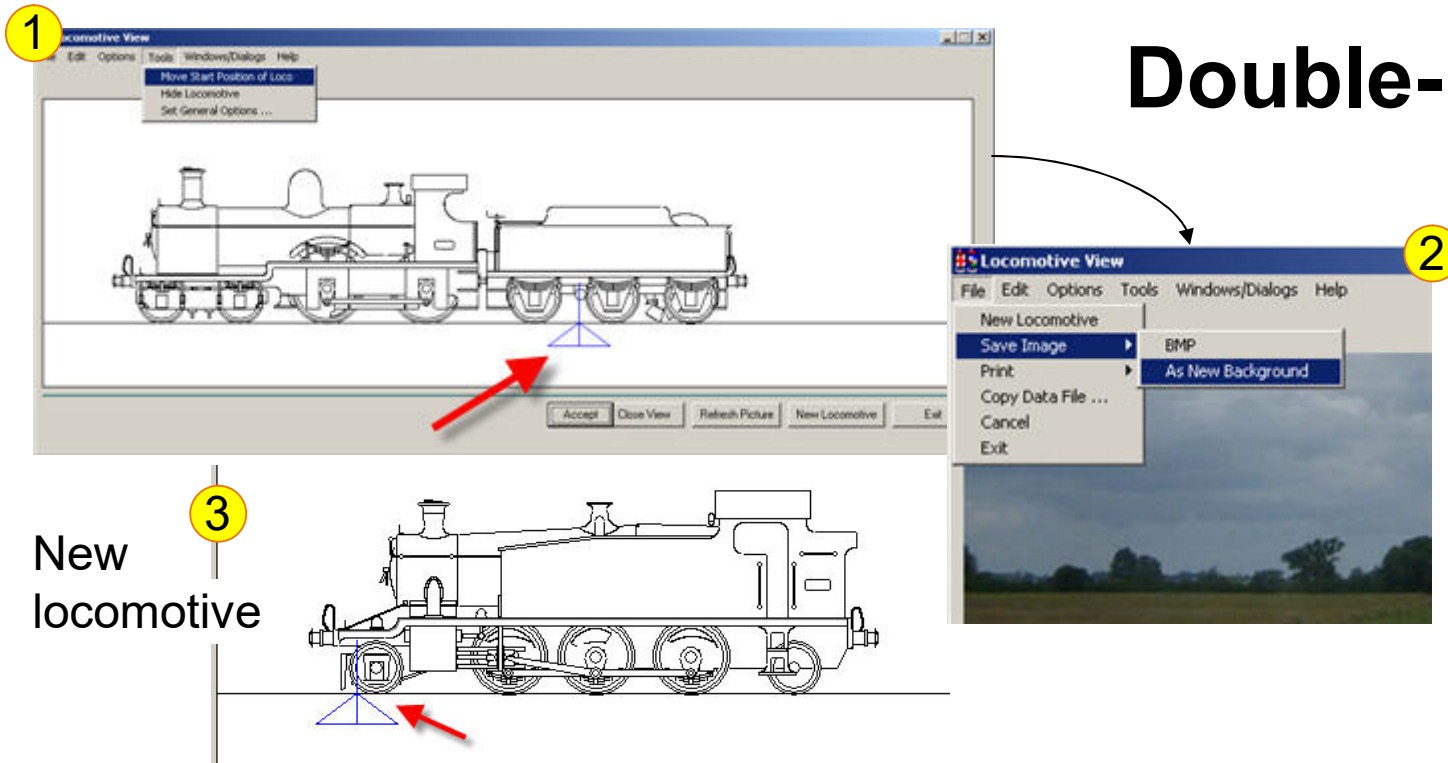 1
Locomotive View
Edit Options Tools Windows/Dialogs Help
Move Start Position of Loco
Hide Locomotive
Set General Options ...
Accept Close View Refresh Picture New Locomotive Exit
Double-
2
Locomotive View
File Edit Options Tools Windows/Dialogs Help
New Locomotive
Save Image
BMP
As New Background
Print
Copy Data File ...
Cancel
Exit
3
New
locomotive